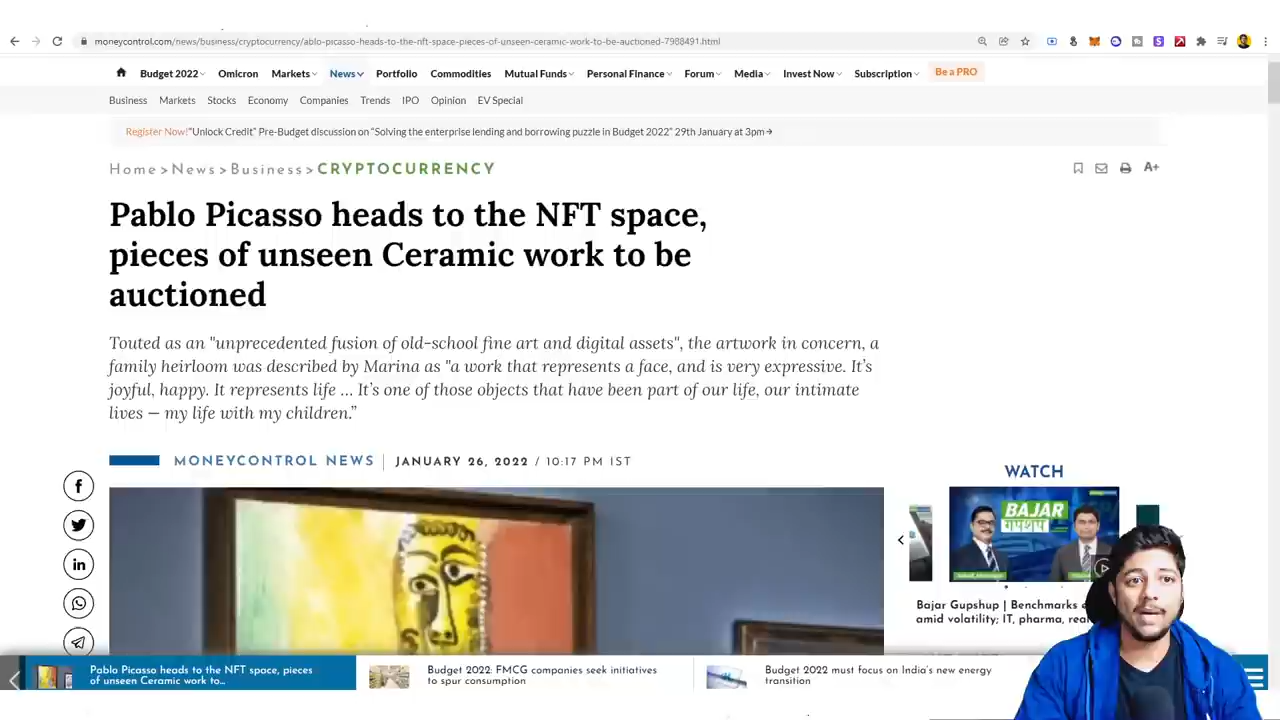 moneycontrol.com/news/business/cryptocurrency/ablo-picasso-heads-to-the-nft-space-pieces-of-unseen-ceramic-work-to-be-auctioned-7988491.html
Budget 2022 Omicron Markets News Portfolio Commodities Mutual Funds Personal Finance Forum Media Invest Now Subscription Be a PRO
Business Markets Stocks Economy Companies Trends IPO Opinion EV Special
Register Now! "Unlock Credit" Pre-Budget discussion on "Solving the enterprise lending and borrowing puzzle in Budget 2022" 29th January at 3pm
Home > News > Business > CRYPTOCURRENCY
A+
Pablo Picasso heads to the NFT space,
pieces of unseen Ceramic work to be
auctioned
Touted as an "unprecedented fusion of old-school fine art and digital assets", the artwork in concern, a
family heirloom was described by Marina as "a work that represents a face, and is very expressive. It's
joyful, happy. It represents life ... It's one of those objects that have been part of our life, our intimate
lives — my life with my children."
MONEYCONTROL NEWS | JANUARY 26, 2022 / 10:17 PM IST
WATCH
BAJAR
Bajar Gupshup | Benchmarks
amid volatility; IT, pharma,
Pablo Picasso heads to the NFT space, pieces
of unseen Ceramic work to...
Budget 2022: FMCG companies seek initiatives
to spur consumption
Budget 2022 must focus on India's new energy
transition